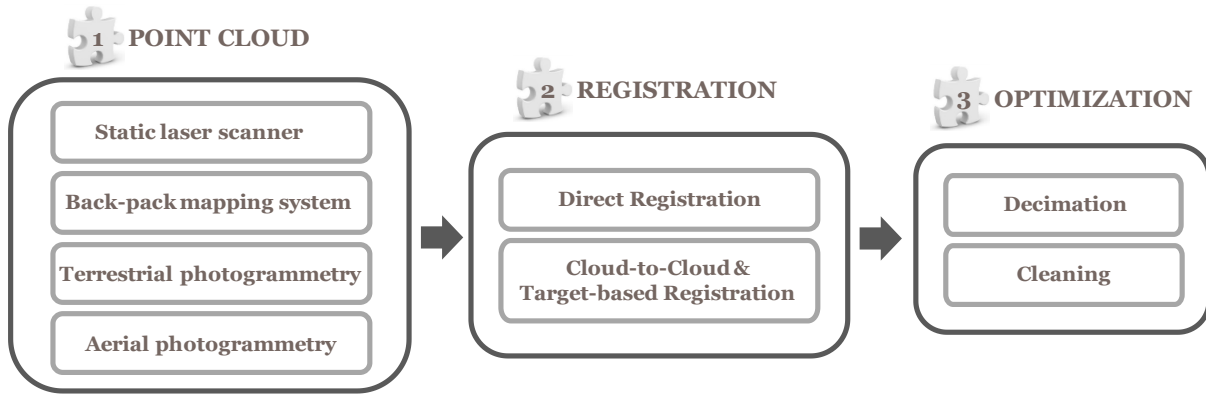 1 POINT CLOUD
Static laser scanner
Back-pack mapping system
Terrestrial photogrammetry
Aerial photogrammetry
2 REGISTRATION
Direct Registration
Cloud-to-Cloud &
Target-based Registration
3 OPTIMIZATION
Decimation
Cleaning